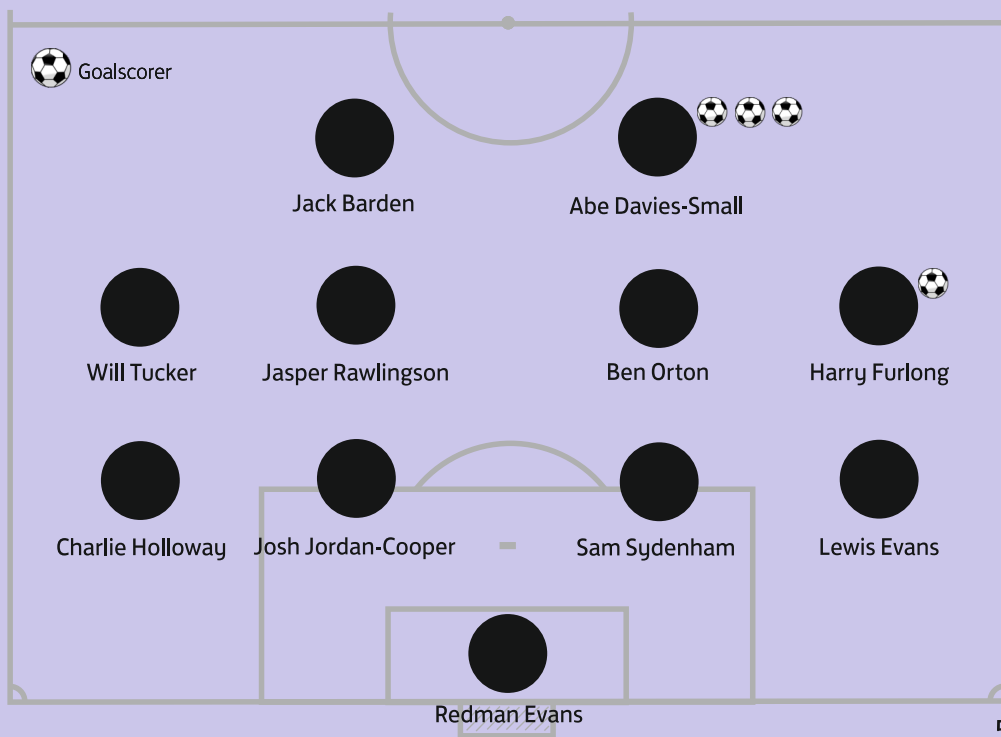 Goalscorer
Jack Barden
Abe Davies-Small
Will Tucker
Jasper Rawlingson
Ben Orton
Harry Furlong
Charlie Holloway
Josh Jordan-Cooper
Sam Sydenham
Lewis Evans
Redman Evans